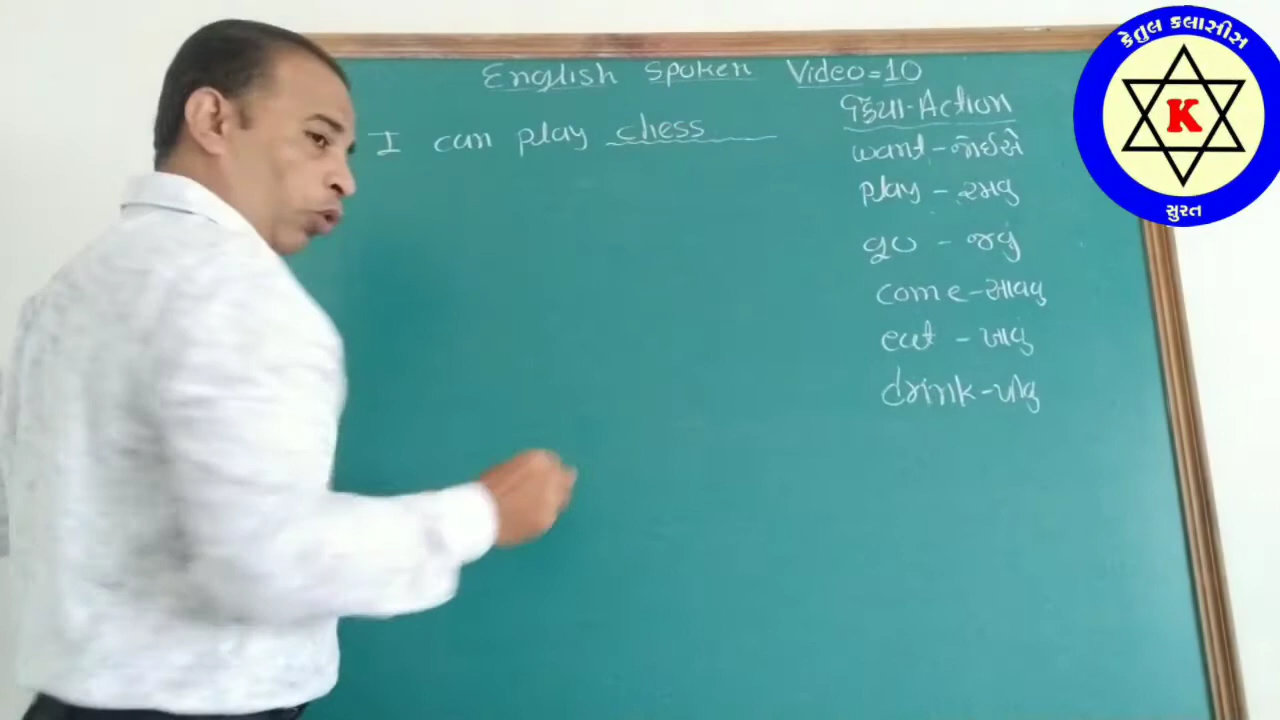 English Spoken Video=10
I can play chess
ક્રિયા-Action
want-જોઈએ
play-રમવુ
go-જવું
come-આવવુ
eat-ખાવું
drink-પીવુ
કેતુલ કલાસીસ
K
સુરત